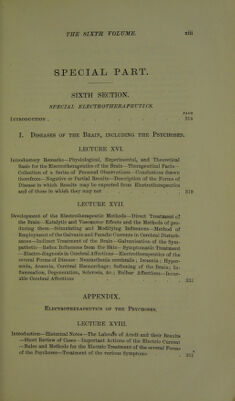 THE SIXTH VOLUME. xiii
SPECIAL PART.
SIXTH SECTION.
SPECIAL ELECTROTHERAPEUTICS.
PAGE
INTRODUCTION . . . . . . . 318
I. DISEASES OF THE BRAIN, INCLUDING THE PSYCHOSES.
LECTURE XVI.
Introductory Remarks—Physiological, Experimental, and Theoretical
Basis for the Electrotherapeutics of the Brain—Therapeutical Facts—
Collection of a Series of Personal Observations—Conclusions drawn
therefrom—Negative or Partial Results—Description of the Forms of
Disease in which Results may be expected from Electrotherapeutics
and of those in which they may not . . . . . 319
LECTURE XVII.
Development of the Electrotherapeutic Methods—Direct Treatment of
the Brain—Katalytic and Vasomotor Effects and the Methods of pro-
ducing them—Stimulating and Modifying Influences—Method of
Employment of the Galvanic and Faradic Currents in Cerebral Disturb-
ances—Indirect Treatment of the Brain—Galvanisation of the Sym-
pathetic—Reflex Influences from the Skin—Symptomatic Treatment
—Electro-diagnosis in Cerebral Affections—Electrotherapeutics of the
several Forms of Disease: Neurasthenia cerebralis; Insomnia; Hyper-
æmia, Anæmia, Cerebral Hæmorrhage; Softening of the Brain; In-
flammation, Degeneration, Sclerosis, &c.; Bulbar Affections—Incur-
able Cerebral Affections . . . . . . 331
APPENDIX.
ELECTROTHERAPEUTICS OF THE PSYCHOSES.
LECTURE XVIII.
Introduction—Historical Notes—The Labours of Arndt and their Results
—Short Review of Cases—Important Actions of the Electric Current
—Rules and Methods for the Electric Treatment of the several Forms
of the Psychoses—Treatment of the various Symptoms